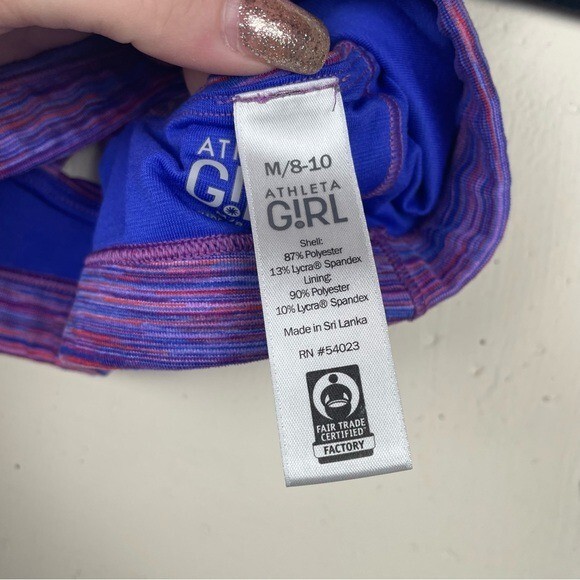 M/8-10
ATHLETA
G!RL
Shell:
87% Polyester
13% Lycra® Spandex
Lining:
90% Polyester
10% Lycra® Spandex
Made in Sri Lanka
RN #54023
FAIR TRADE
CERTIFIED
FACTORY